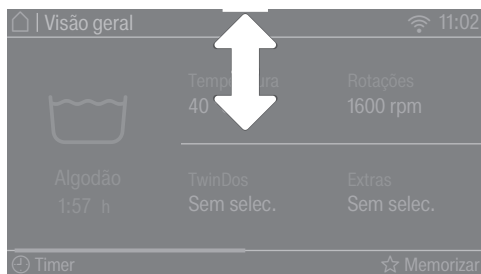 | Visão geral 11:02
Temperatura Rotações
40 1600 rpm
Algodão TwinDos Extras
1:57 h Sem selec. Sem selec.
Timer Memorizar